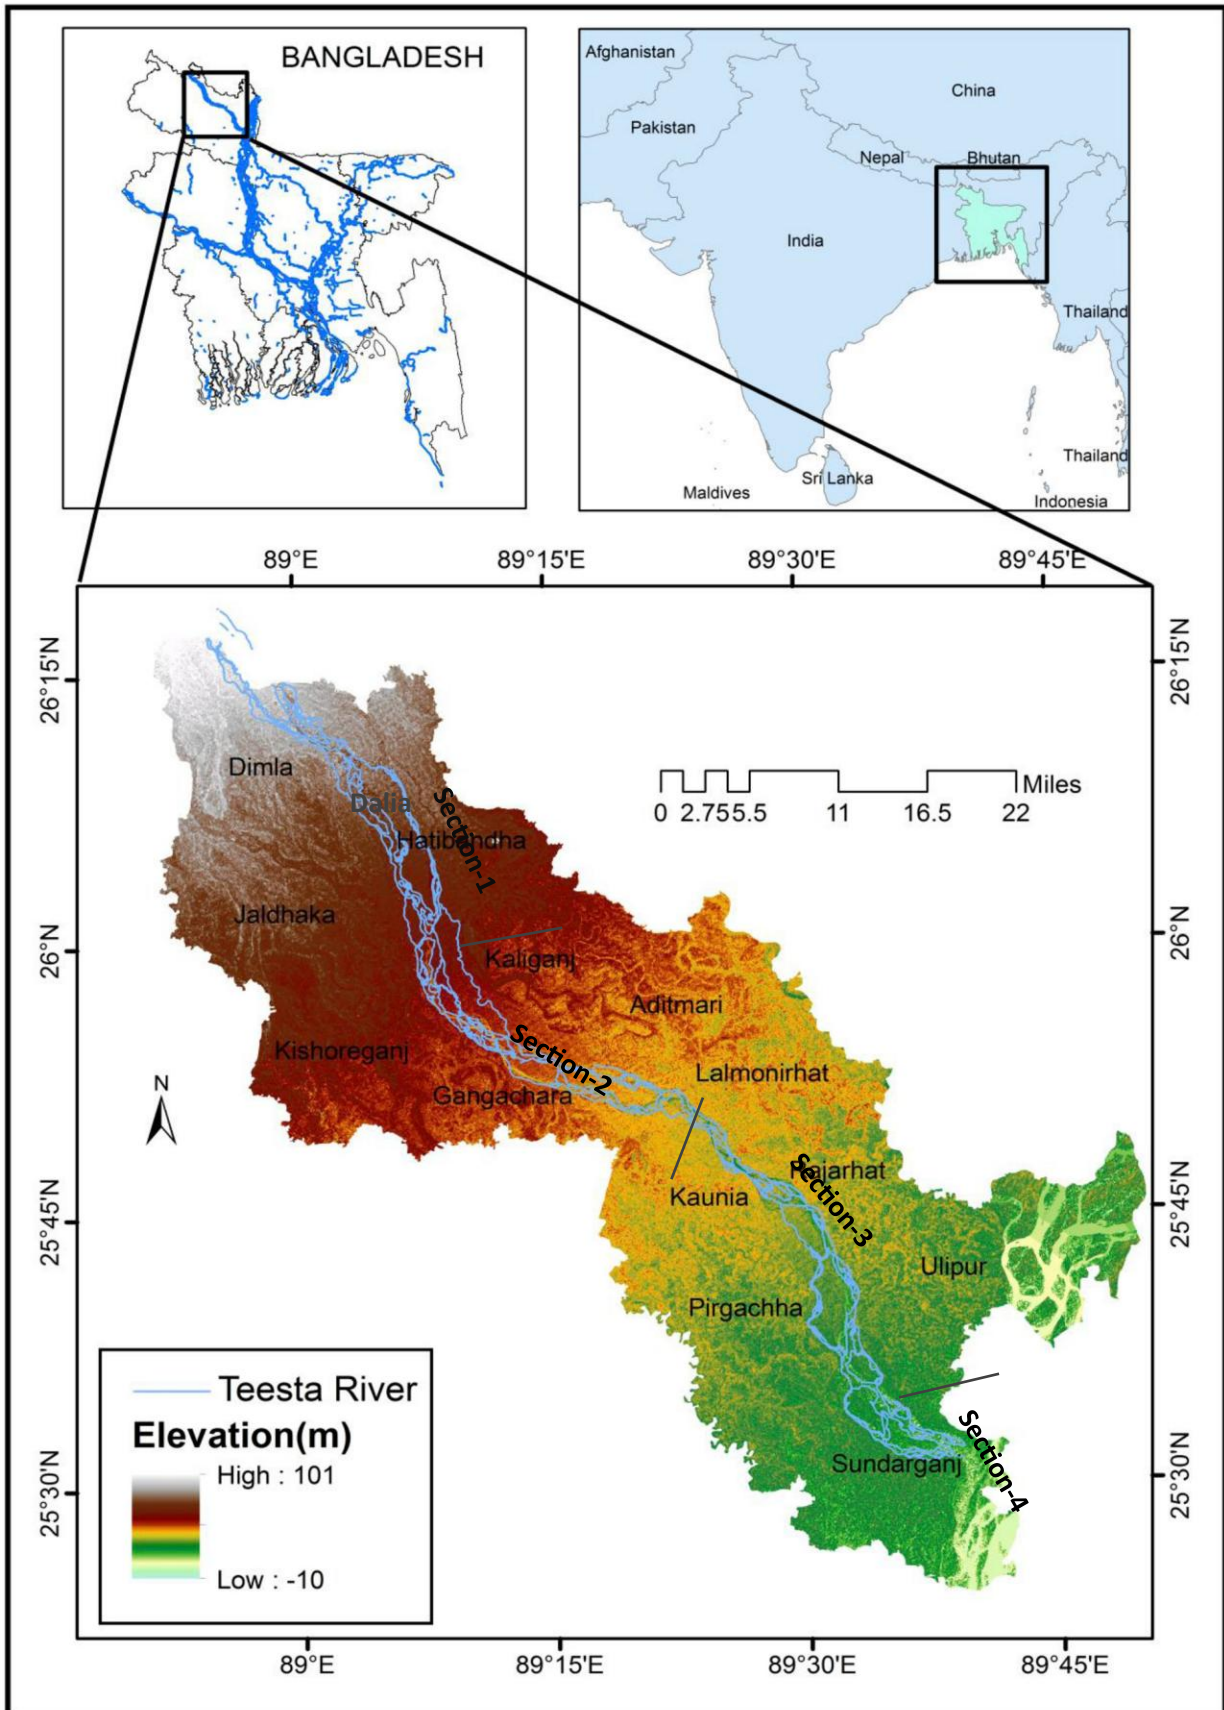 BANGLADESH
Afghanistan
China
Pakistan
Nepal
Bhutan
India
Thailand
Thailand
Sri Lanka
Maldives
Indonesia
89°E 89°15'E 89°30'E 89°45'E
26°15'N
26°15'N
Dimla
Dalia
Section-1
Hatibandha
Miles
0 2.755.5 11 16.5 22
Jaldhaka
26°N
26°N
Kaliganj
Aditmari
Kishoreganj
Section-2
Lalmonirhat
Gangachara
N
Rajarhat
Section-3
Kaunia
25°45'N
25°45'N
Ulipur
Pirgachha
Section-4
Sundarganj
25°30'N
25°30'N
Teesta River
Elevation(m)
High : 101
Low : -10
89°E 89°15'E 89°30'E 89°45'E